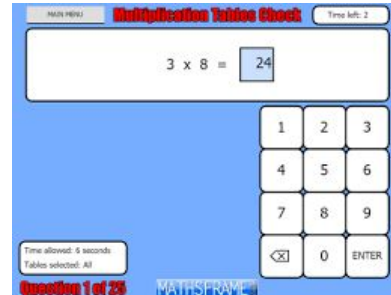 MAIN MENU Multiplication Tables Check Time left: 2
3 x 8 = 24
1 2 3
4 5 6
7 8 9
0 ENTER
Time allowed: 6 seconds
Tables selected: All
Question 1 of 25 MATHSFRAME